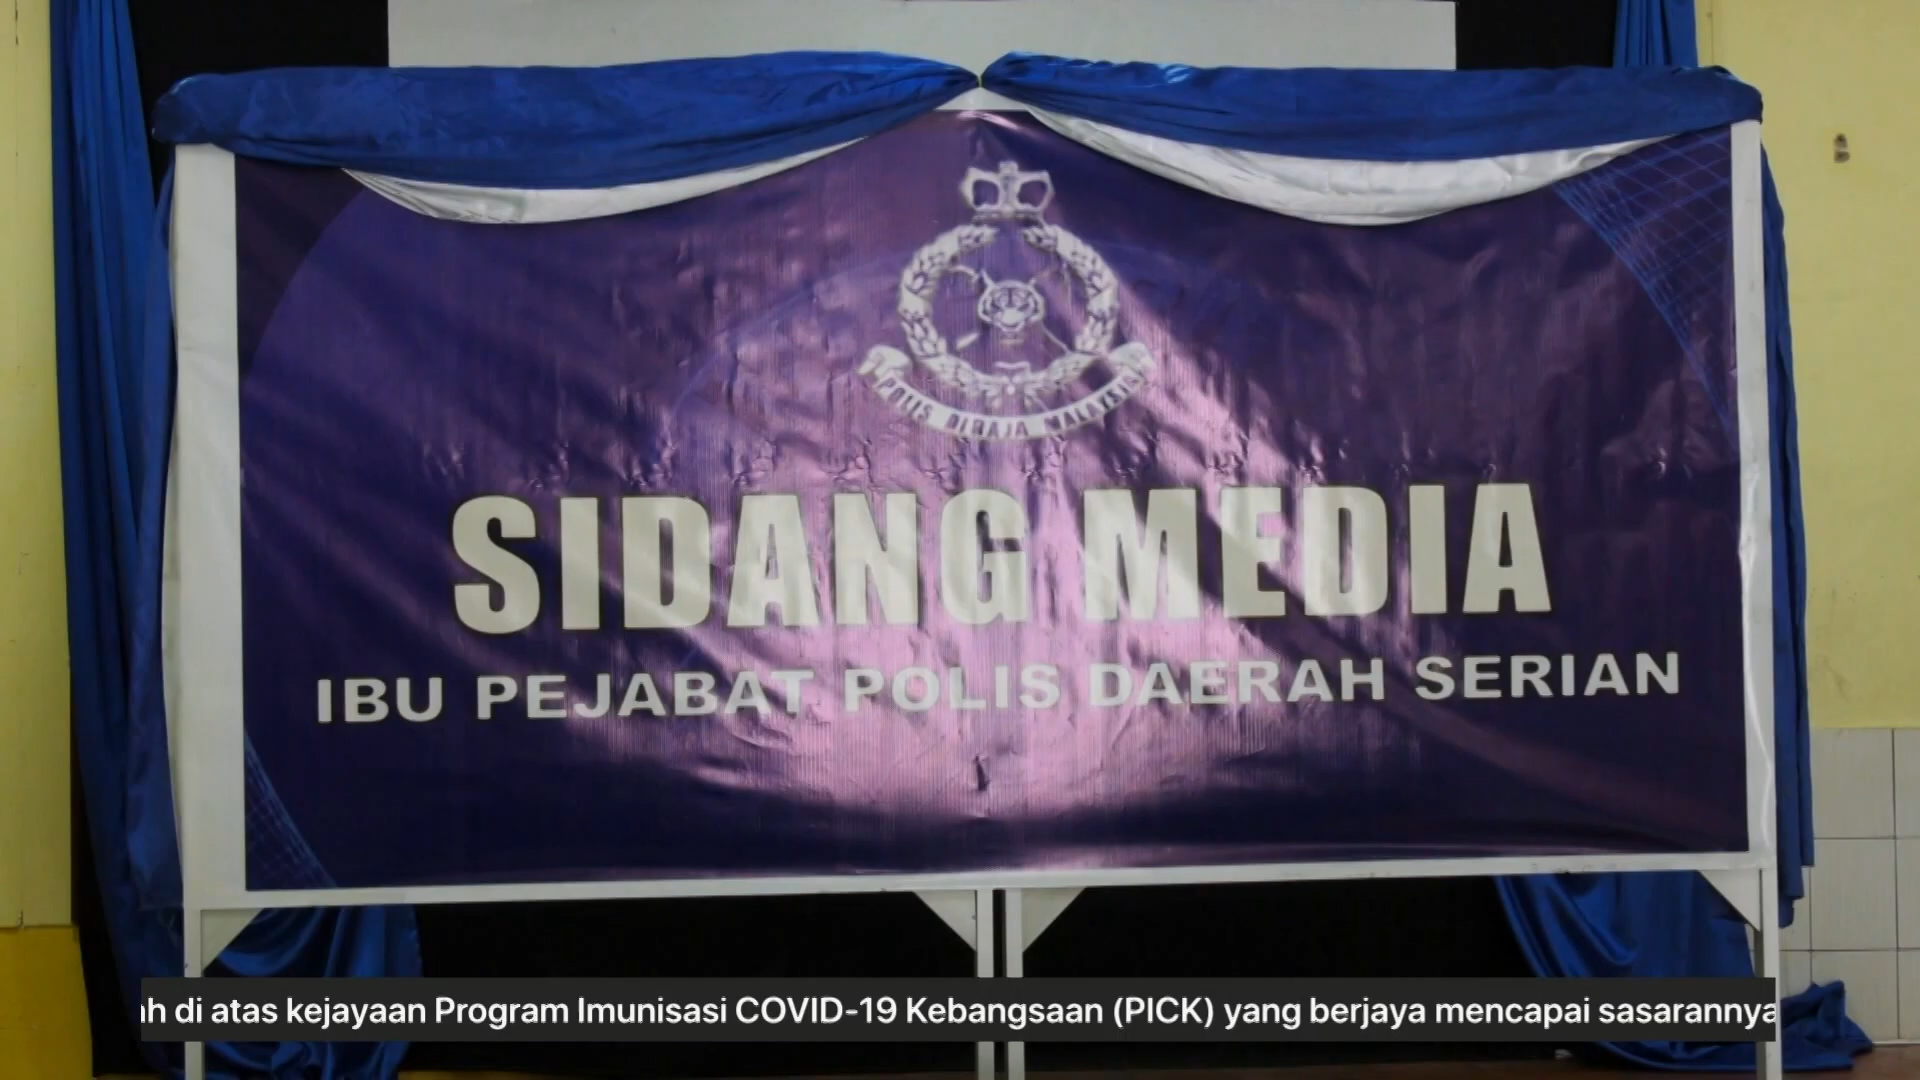 POLIS DIRAJA MALAYSIA
SIDANG MEDIA
IBU PEJABAT POLIS DAERAH SERIAN
di atas kejayaan Program Imunisasi COVID-19 Kebangsaan (PICK) yang berjaya mencapai sasarannya